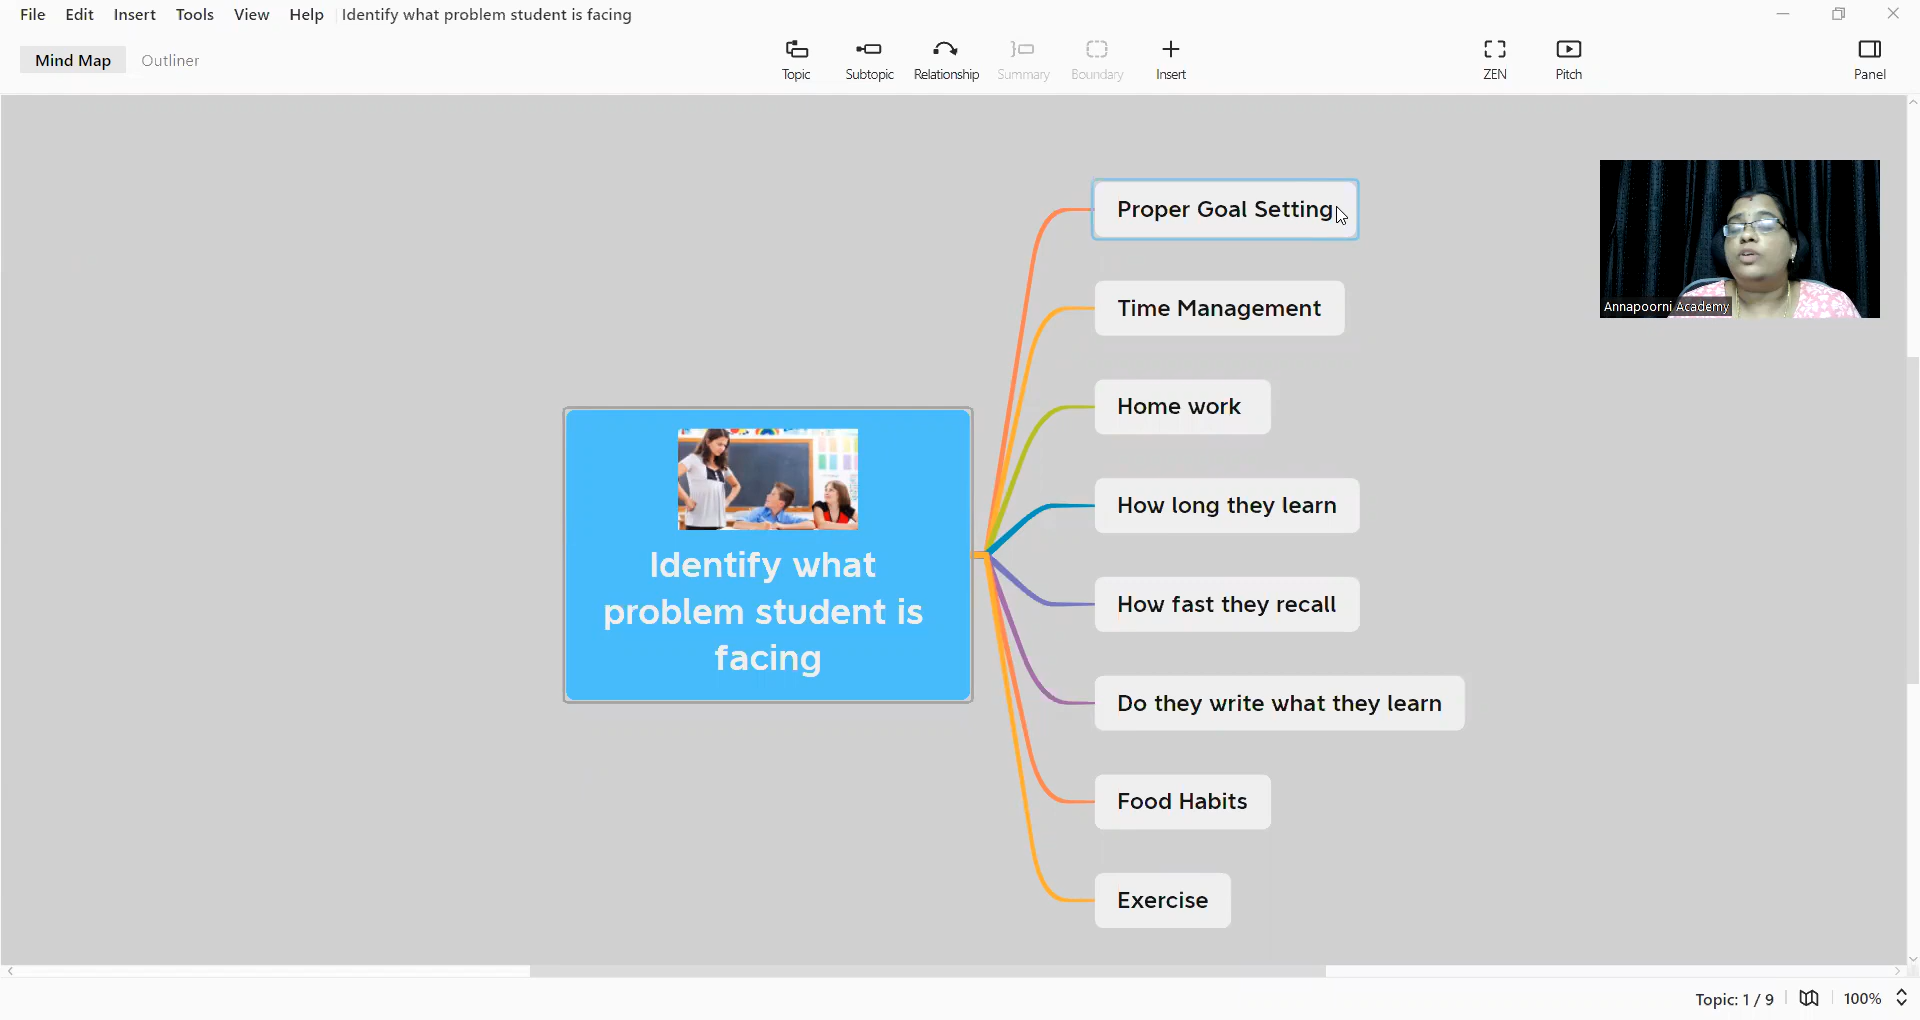 File Edit Insert Tools View Help Identify what problem student is facing
Mind Map Outliner
Topic Subtopic Relationship Summary Boundary Insert ZEN Pitch Panel
Proper Goal Setting
Time Management
Annapoorni Academy
Home work
How long they learn
Identify what
problem student is
facing
How fast they recall
Do they write what they learn
Food Habits
Exercise
Topic: 1 / 9 100%